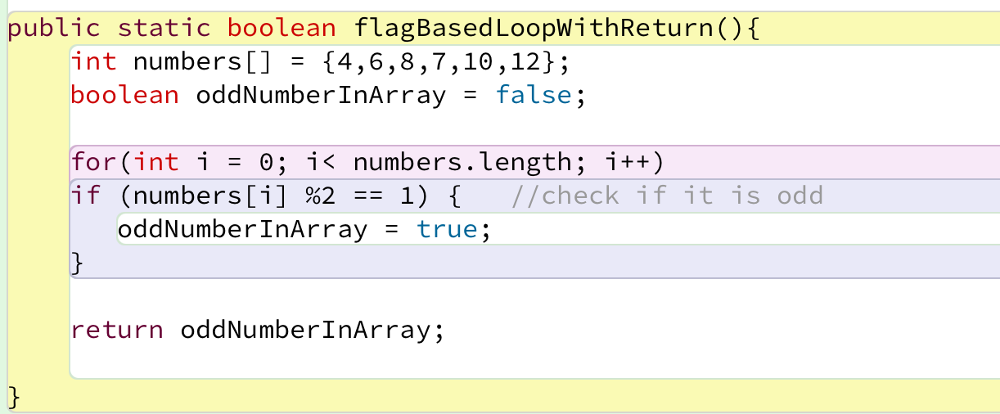 public static boolean flagBasedLoopWithReturn(){
int numbers[] = {4,6,8,7,10,12};
boolean oddNumberInArray = false;
for(int i = 0; i< numbers.length; i++)
if (numbers[i] %2 == 1) {   //check if it is odd
oddNumberInArray = true;
}
return oddNumberInArray;
}